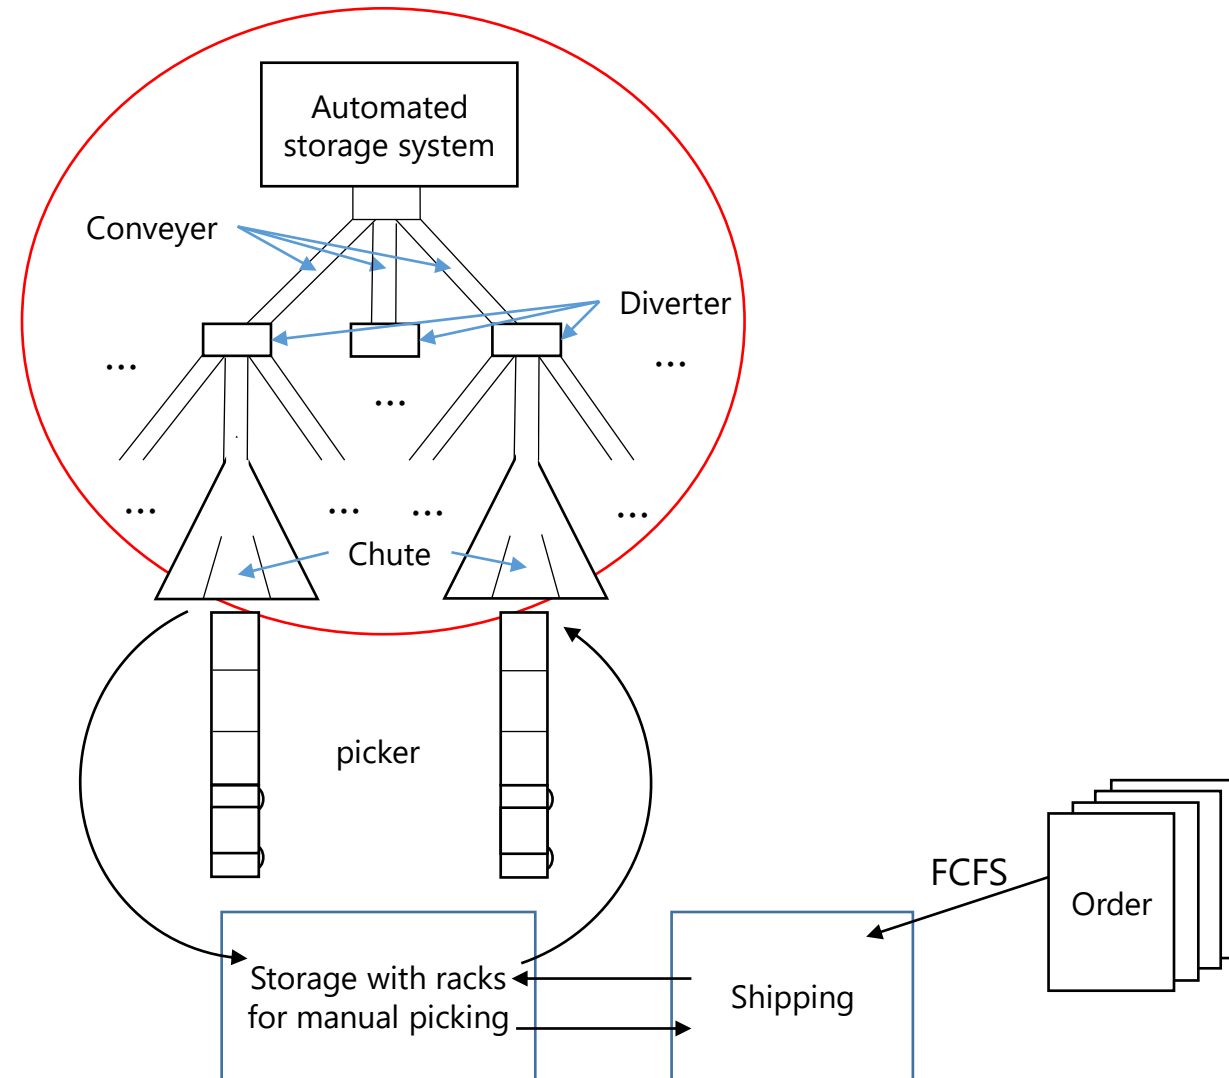 Automated
storage system
Conveyer
Diverter
...
...
...
...
...
...
...
Chute
picker
FCFS
Order
Storage with racks
for manual picking
Shipping